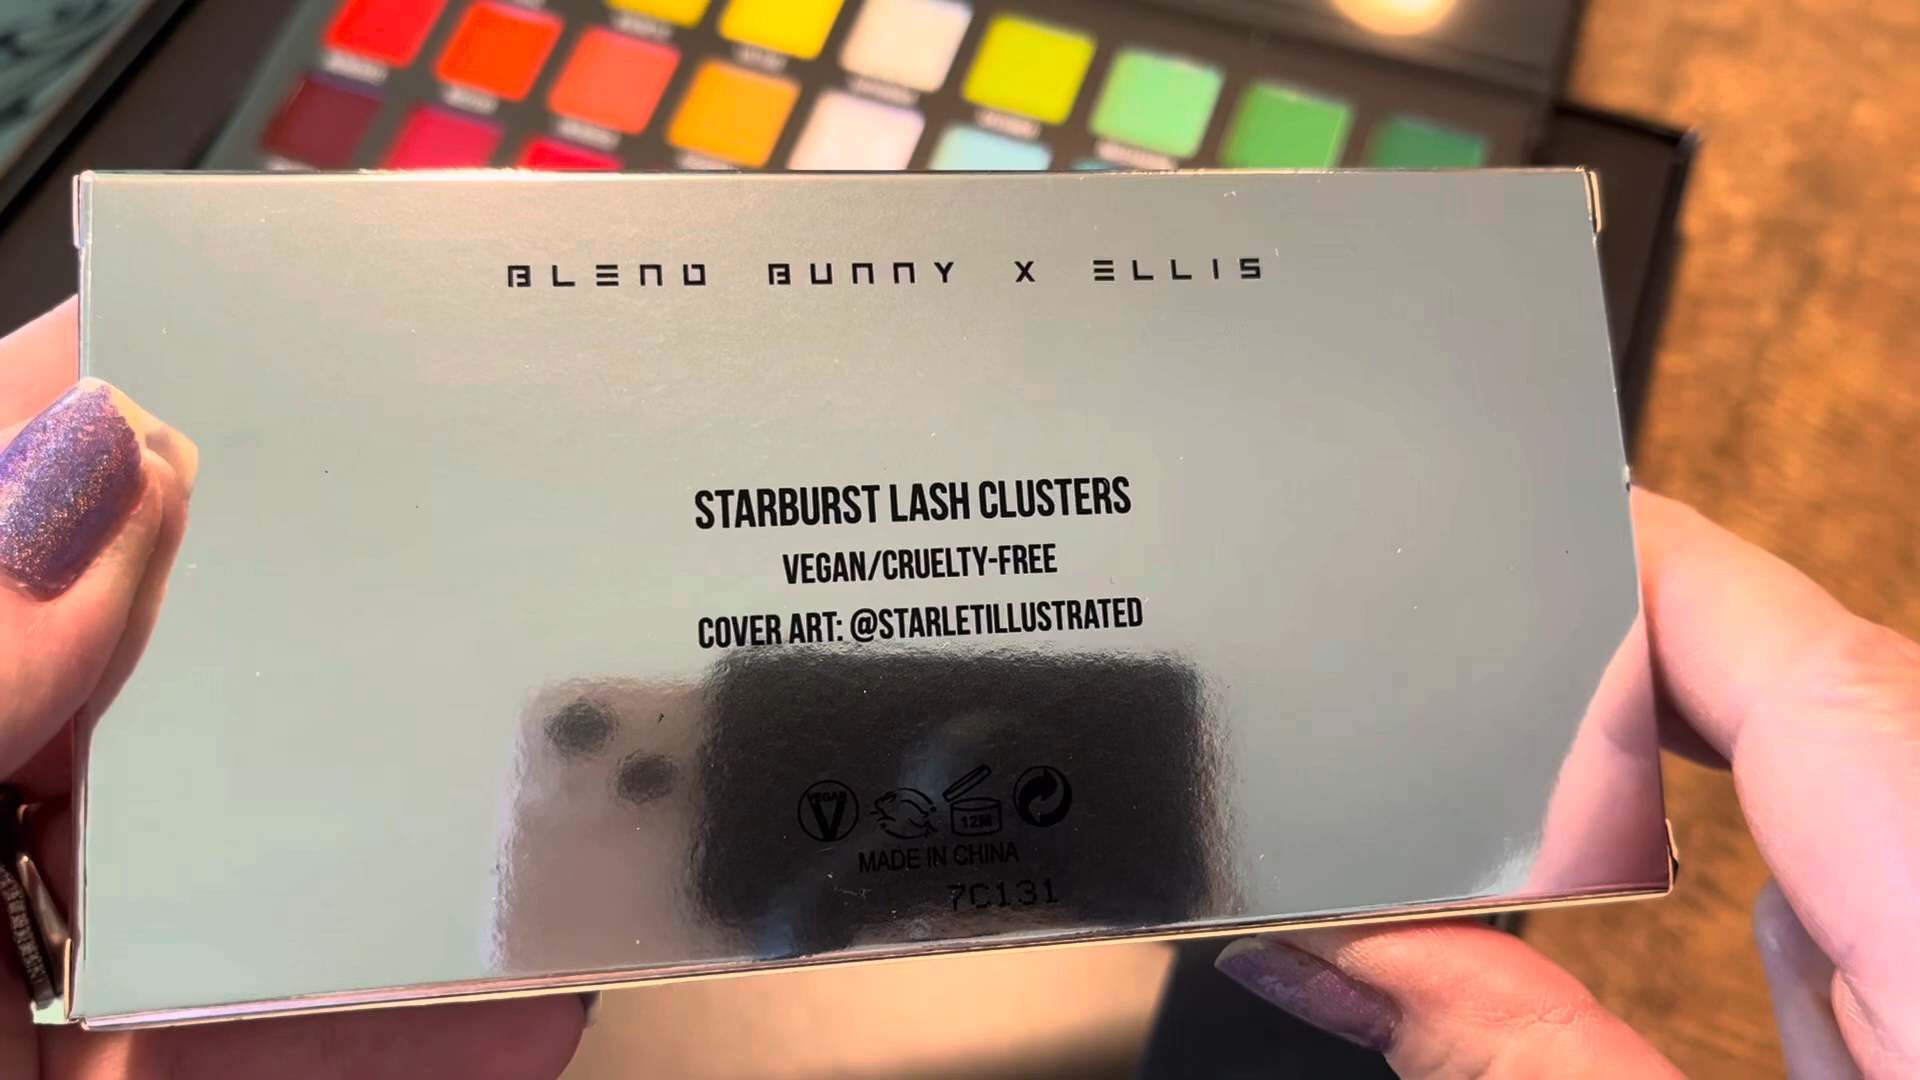 BLEND BUNNY X ELLIS
STARBURST LASH CLUSTERS
VEGAN/CRUELTY-FREE
COVER ART: @STARLETILLUSTRATED
VEGAN
12M
MADE IN CHINA
7C131